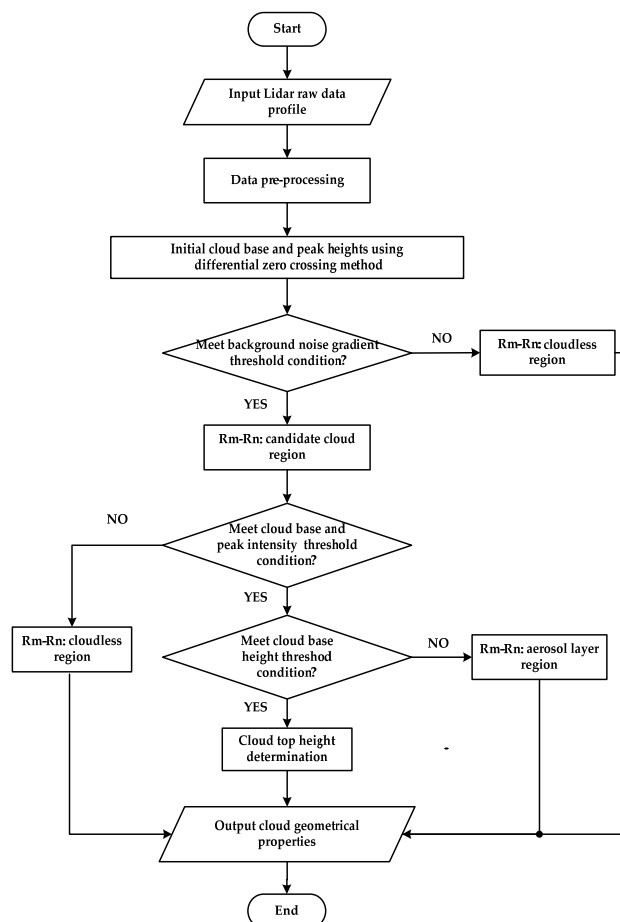 Start
Input Lidar raw data
profile
Data pre-processing
Initial cloud base and peak heights using
differential zero crossing method
Meet background noise gradient
threshold condition?
NO
Rm-Rn: cloudless
region
YES
Rm-Rn: candidate cloud
region
NO
Meet cloud base and
peak intensity threshold
condition?
YES
Rm-Rn: cloudless
region
Meet cloud base
height threshod
condition?
NO
Rm-Rn: aerosol layer
region
YES
Cloud top height
determination
Output cloud geometrical
properties
End